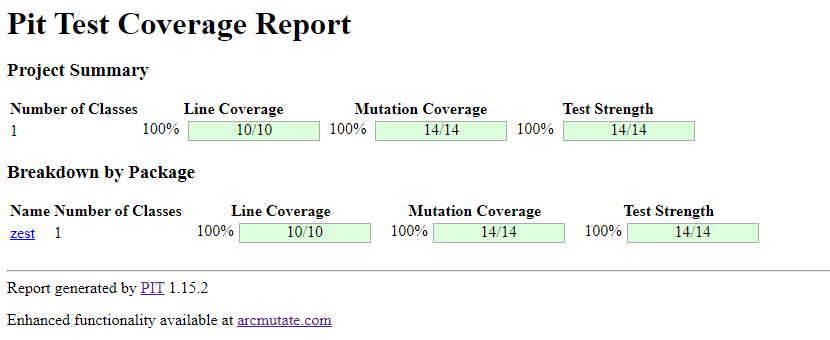 Pit Test Coverage Report
Project Summary
Number of Classes Line Coverage Mutation Coverage Test Strength
1 100% 10/10 100% 14/14 100% 14/14
Breakdown by Package
Name Number of Classes Line Coverage Mutation Coverage Test Strength
zest 1 100% 10/10 100% 14/14 100% 14/14
Report generated by PIT 1.15.2
Enhanced functionality available at arcmutate.com